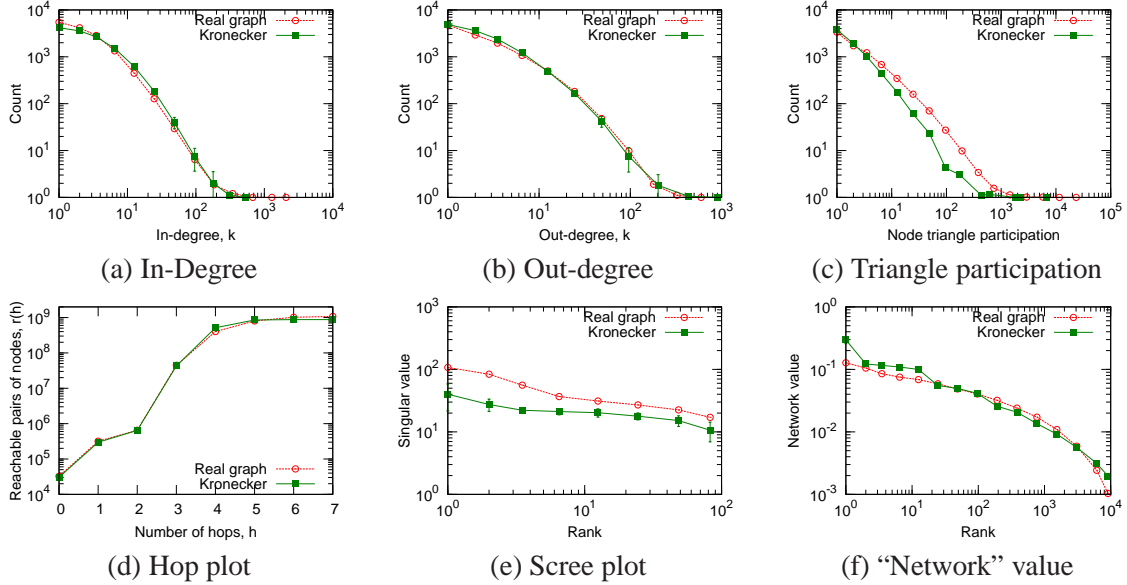 10^4
10^3
10^2
10^1
10^0
10^0
10^1
10^2
10^3
10^4
Count
In-degree, k
Real graph
Kronecker
(a) In-Degree
10^4
10^3
10^2
10^1
10^0
10^0
10^1
10^2
10^3
Count
Out-degree, k
Real graph
Kronecker
(b) Out-degree
10^4
10^3
10^2
10^1
10^0
10^0
10^1
10^2
10^3
10^4
10^5
Count
Node triangle participation
Real graph
Kronecker
(c) Triangle participation
10^9
10^8
10^7
10^6
10^5
10^4
0
1
2
3
4
5
6
7
Reachable pairs of nodes, r(h)
Number of hops, h
Real graph
Kronecker
(d) Hop plot
10^3
10^2
10^1
10^0
10^0
10^1
10^2
Singular value
Rank
Real graph
Kronecker
(e) Scree plot
10^0
10^-1
10^-2
10^-3
10^0
10^1
10^2
10^3
10^4
Network value
Rank
Real graph
Kronecker
(f) “Network” value